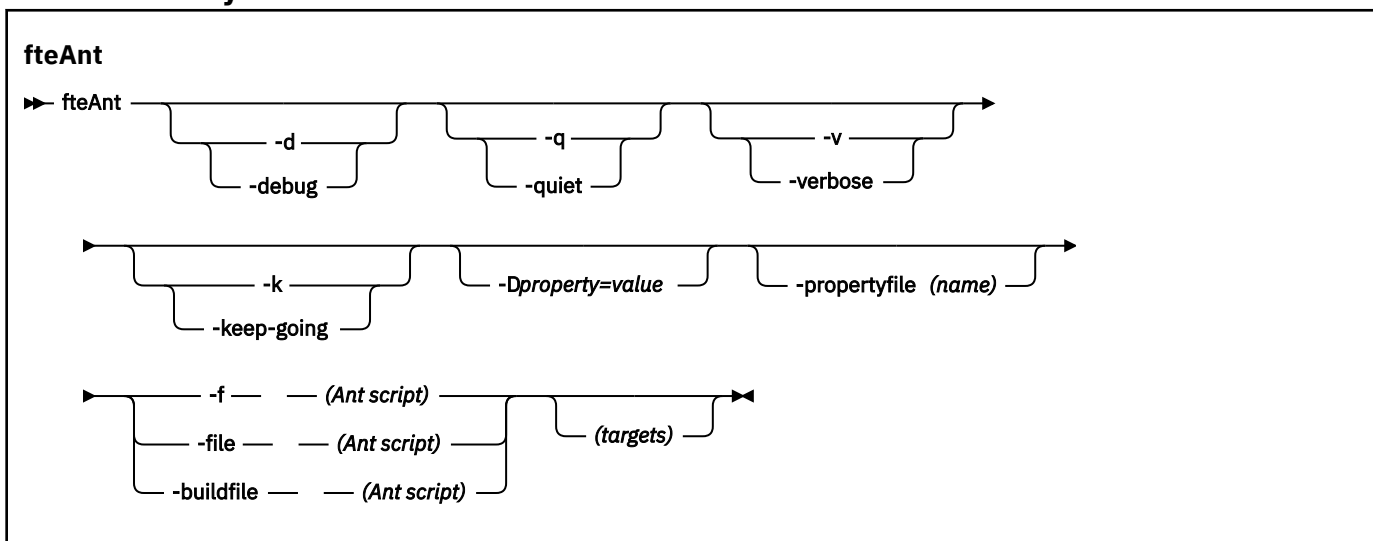 fteAnt
fteAnt
-d
-debug
-q
-quiet
-v
-verbose
-k
-keep-going
-Dproperty=value
-propertyfile (name)
-f (Ant script)
-file (Ant script)
-buildfile (Ant script)
(targets)